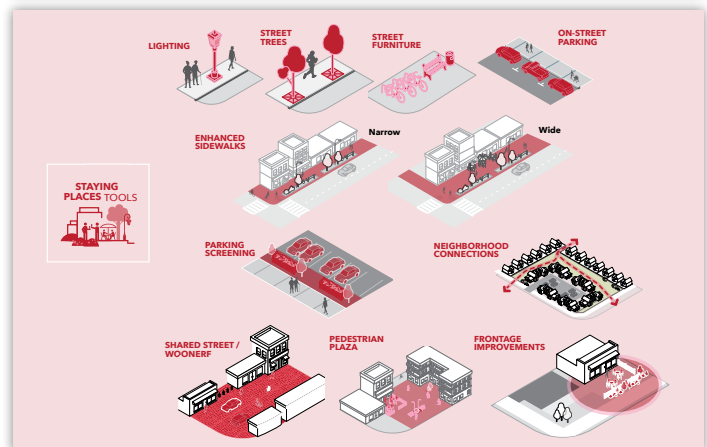 LIGHTING
STREET
TREES
STREET
FURNITURE
ON-STREET
PARKING
ENHANCED
SIDEWALKS
Narrow
Wide
STAYING
PLACES TOOLS
PARKING
SCREENING
NEIGHBORHOOD
CONNECTIONS
SHARED STREET /
WOONERF
PEDESTRIAN
PLAZA
FRONTAGE
IMPROVEMENTS